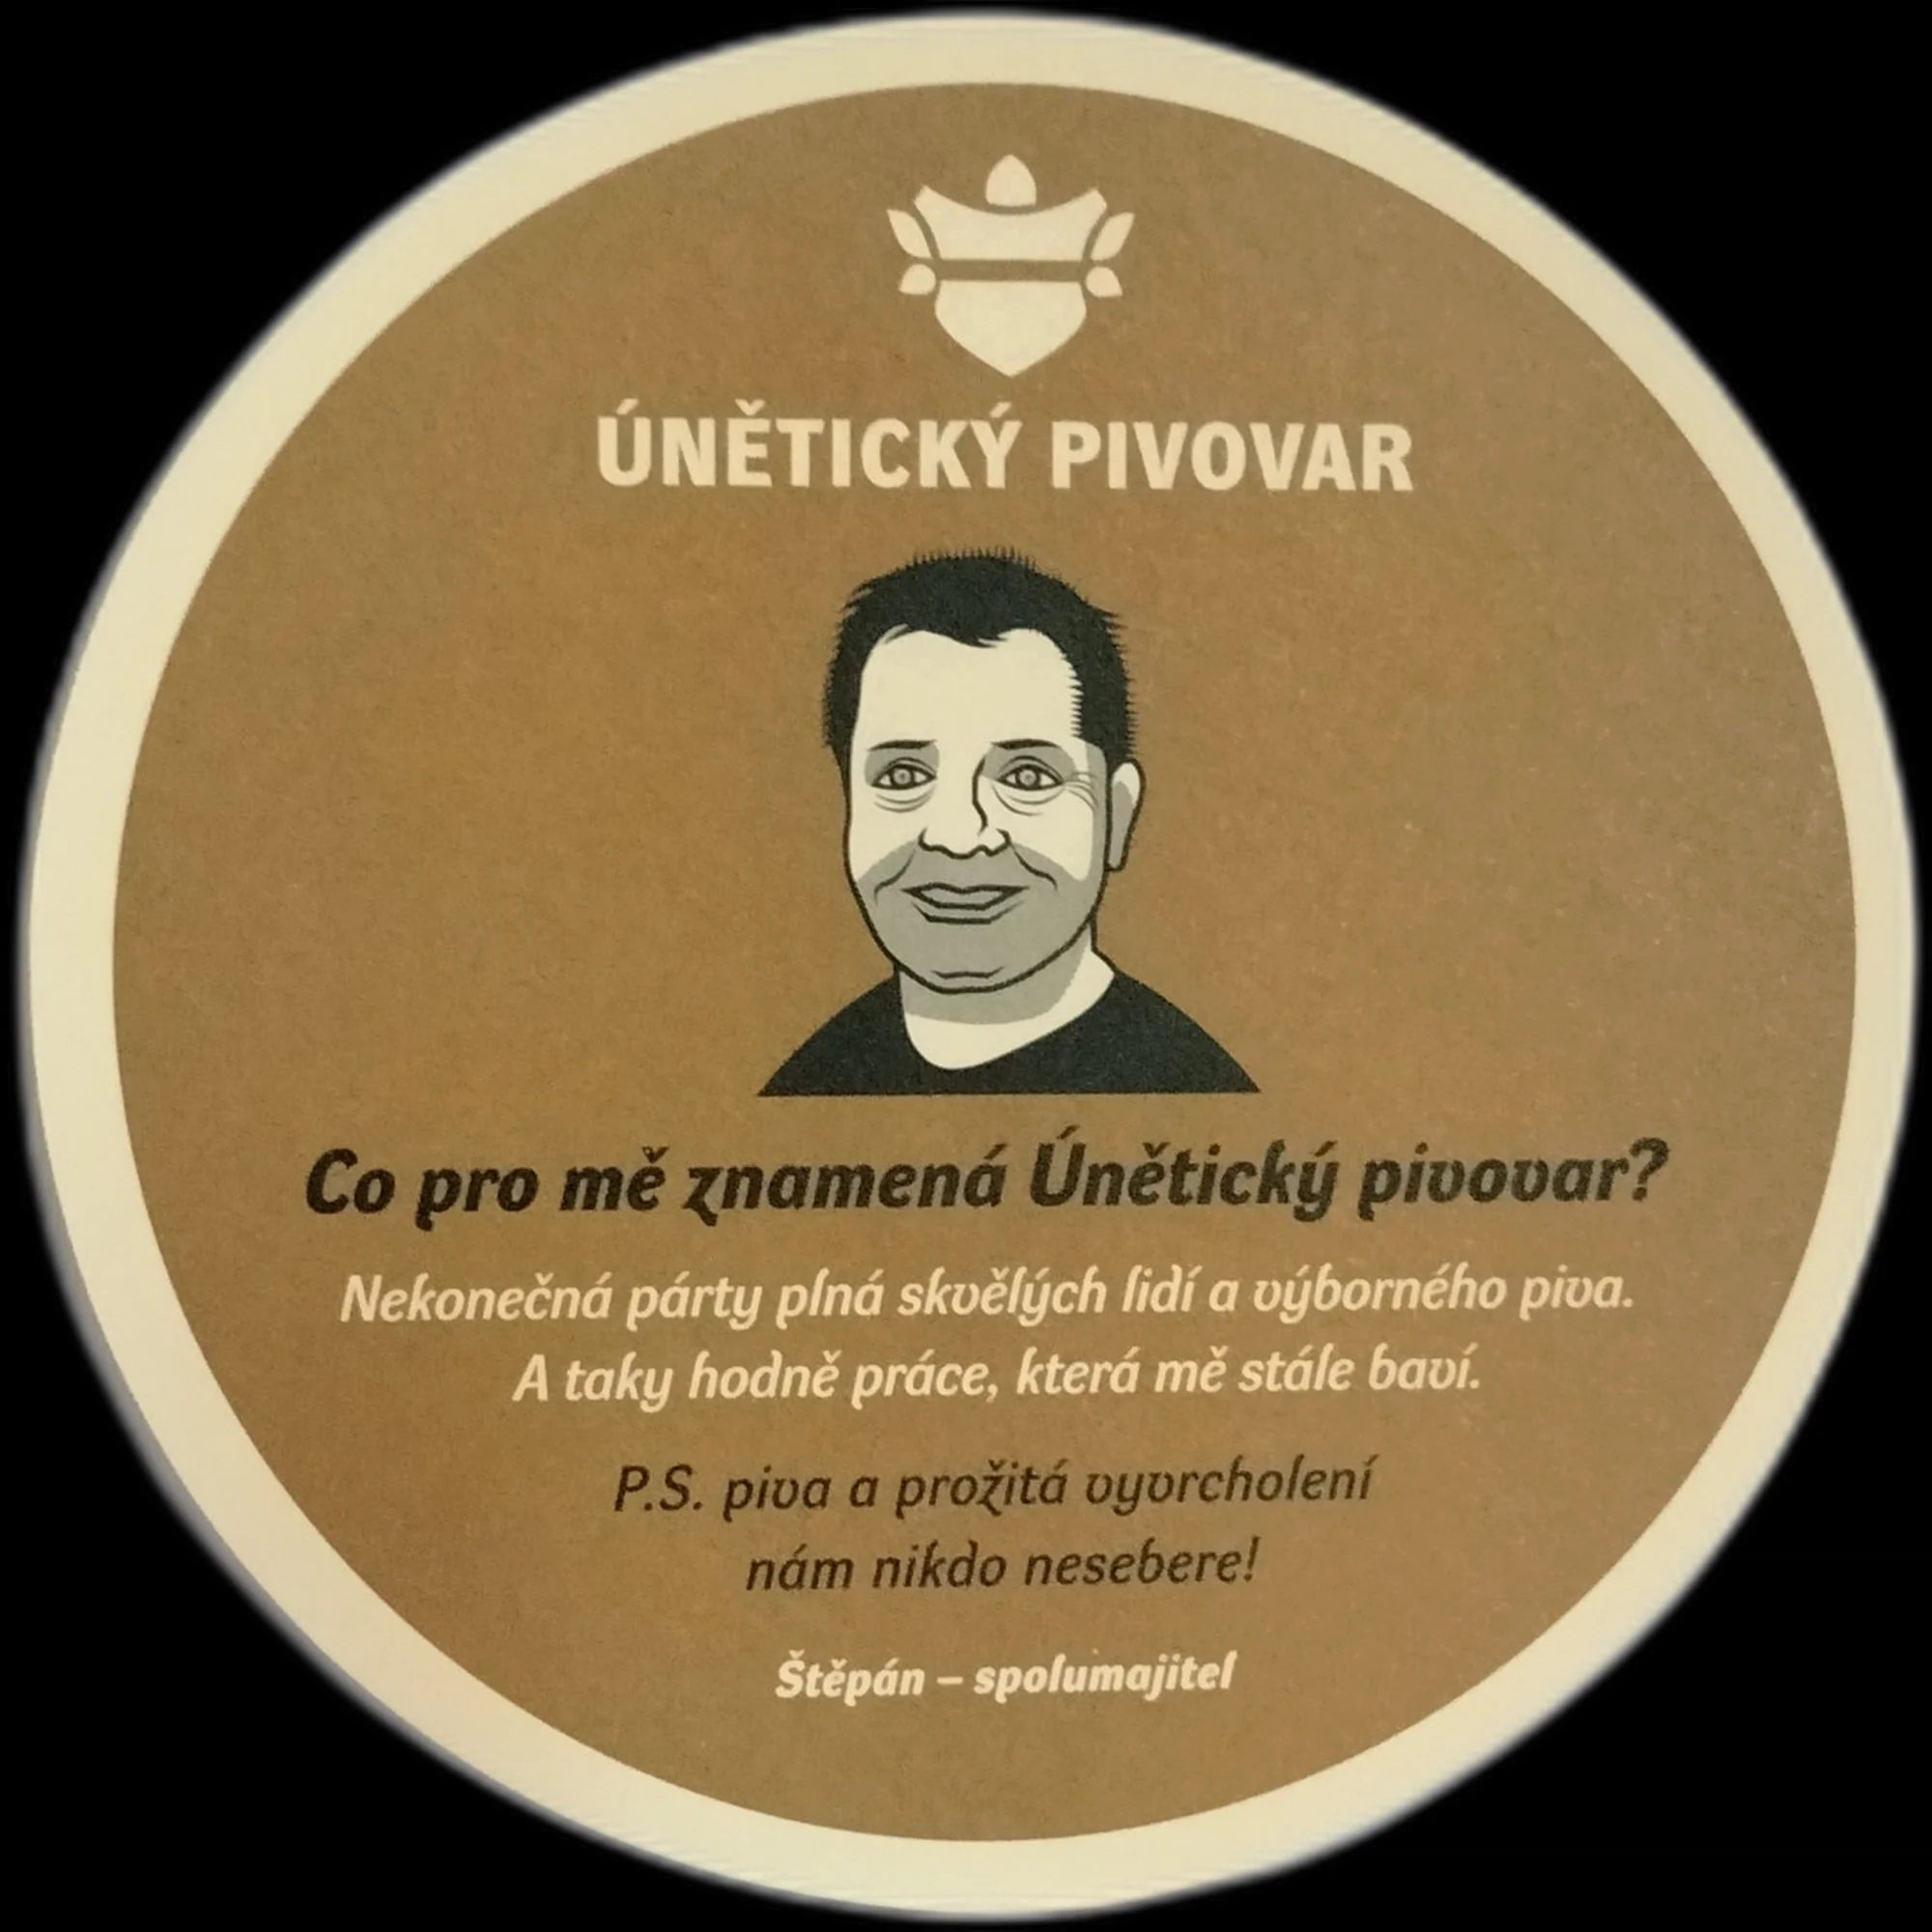 ÚNĚTICKÝ PIVOVAR
Co pro mě znamená Únětický pivovar?
Nekonečná párty plná skvělých lidí a výborného piva.
A taky hodně práce, která mě stále baví.
P.S. piva a prožitá vyvrcholení
nám nikdo nesebere!
Štěpán – spolumajitel